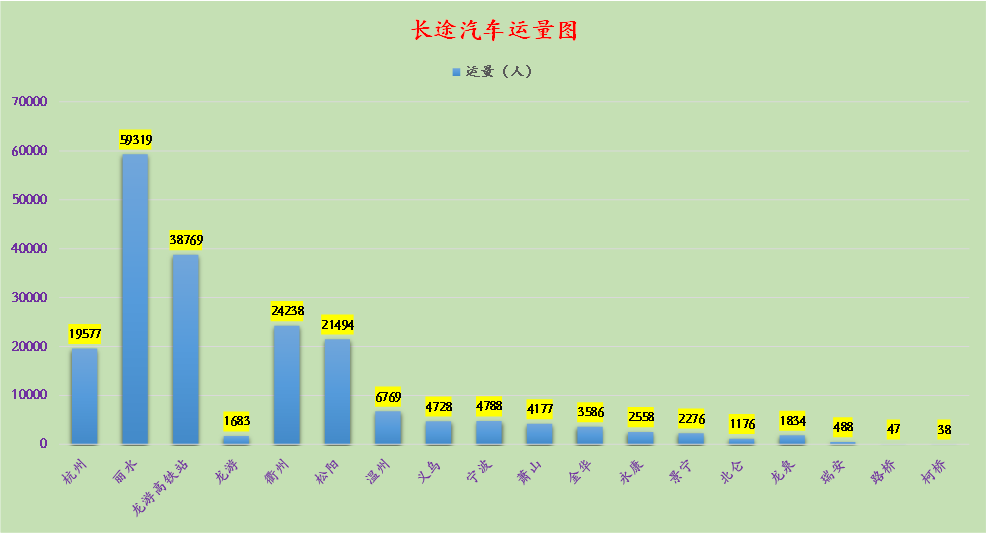 长途汽车运量图
运量（人）
70000
60000
50000
40000
30000
20000
10000
0
19577
59319
38769
1683
24238
21494
6769
4728
4788
4177
3586
2558
2276
1176
1834
488
47
38
杭州
丽水
龙游高铁站
龙游
衢州
松阳
温州
义乌
宁波
萧山
金华
永康
景宁
北仑
龙泉
瑞安
路桥
柯桥